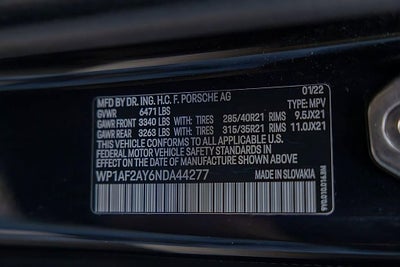 MFD BY DR. ING. H.C. F. PORSCHE AG 01/22
GVWR 6471 LBS TYPE: MPV
GAWR FRONT 3340 LBS WITH: TIRES 285/40R21 RIMS 9.5JX21
GAWR REAR 3263 LBS WITH: TIRES 315/35R21 RIMS 11.0JX21
THIS VEHICLE CONFORMS TO ALL APPLICABLE U.S.
FEDERAL MOTOR VEHICLE SAFETY STANDARDS IN
EFFECT ON THE DATE OF MANUFACTURE SHOWN ABOVE.
WP1AF2AY6NDA44277 MADE IN SLOVAKIA